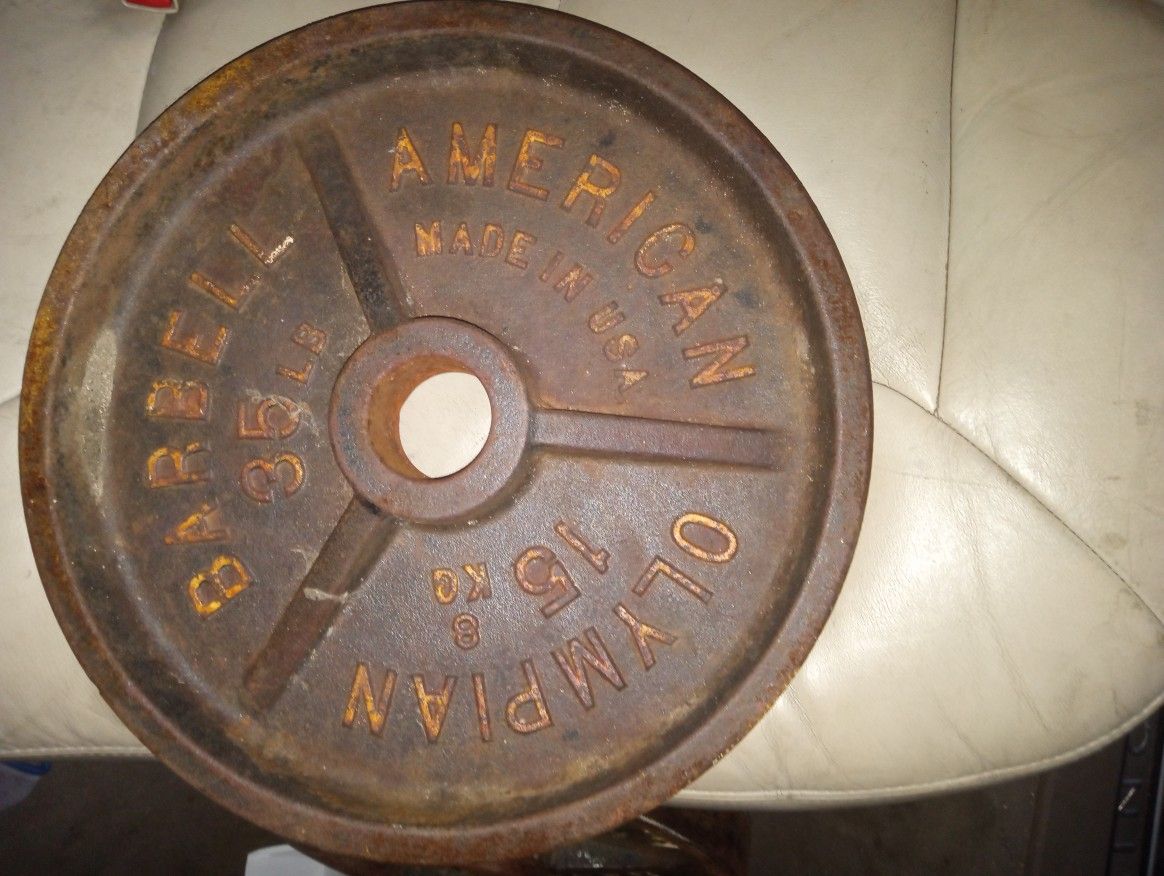 AMERICAN
MADE IN USA
OLYMPIAN
15
KG
8
BARBELL
35 LB